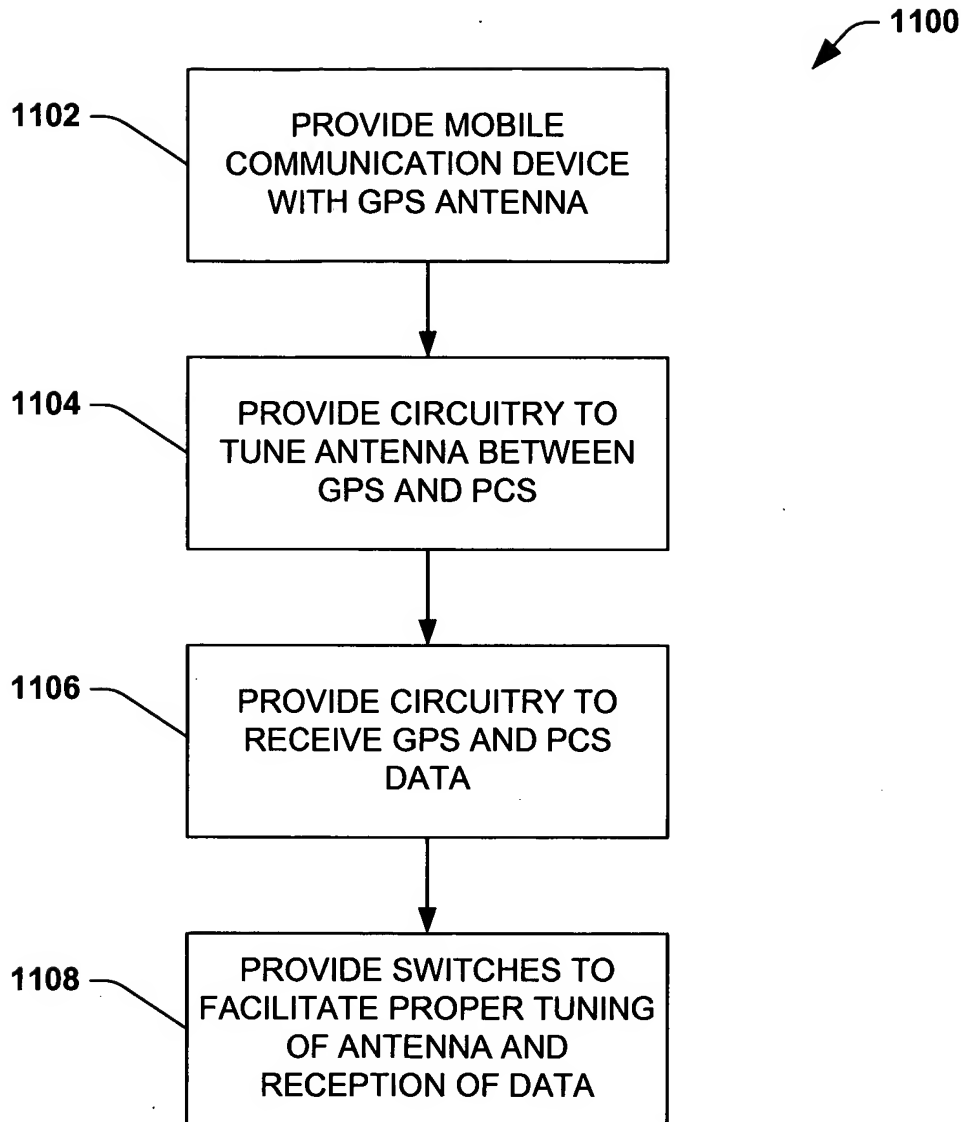 1100
1102
PROVIDE MOBILE
COMMUNICATION DEVICE
WITH GPS ANTENNA
1104
PROVIDE CIRCUITRY TO
TUNE ANTENNA BETWEEN
GPS AND PCS
1106
PROVIDE CIRCUITRY TO
RECEIVE GPS AND PCS
DATA
1108
PROVIDE SWITCHES TO
FACILITATE PROPER TUNING
OF ANTENNA AND
RECEPTION OF DATA